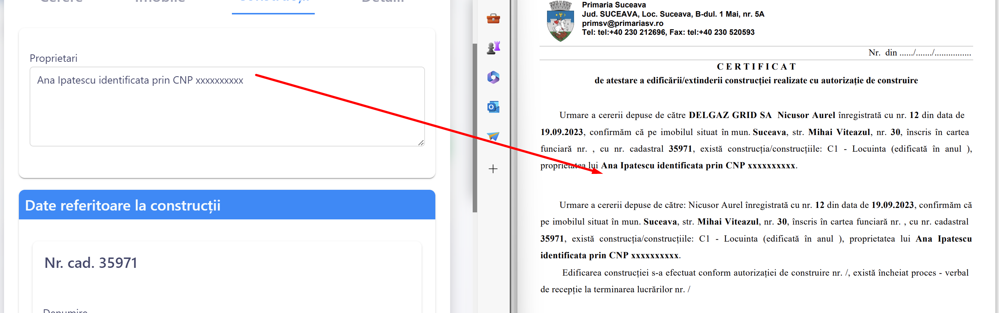 Cerere Imobile Construcții Detalii
Proprietari
Ana Ipatescu identificata prin CNP xxxxxxxxxx
Date referitoare la construcții
Nr. cad. 35971
Denumire
Primaria Suceava
Jud. SUCEAVA, Loc. Suceava, B-dul. 1 Mai, nr. 5A
primsv@primariasv.ro
Tel: tel:+40 230 212696, Fax: tel:+40 230 520593
Nr.  din ....../......./................
C E R T I F I C A T
de atestare a edificării/extinderii construcției realizate cu autorizație de construire
Urmare a cererii depuse de către DELGAZ GRID SA  Nicusor Aurel înregistrată cu nr. 12 din data de
19.09.2023, confirmăm că pe imobilul situat în mun. Suceava, str. Mihai Viteazul, nr. 30, înscris în cartea
funciară nr. , cu nr. cadastral 35971, există construcția/construcțiile: C1 - Locuinta (edificată în anul ),
proprietatea lui Ana Ipatescu identificata prin CNP xxxxxxxxxx.
Urmare a cererii depuse de către: Nicusor Aurel înregistrată cu nr. 12 din data de 19.09.2023, confirmăm că
pe imobilul situat în mun. Suceava, str. Mihai Viteazul, nr. 30, înscris în cartea funciară nr. , cu nr. cadastral
35971, există construcția/construcțiile: C1 - Locuinta (edificată în anul ), proprietatea lui Ana Ipatescu
identificata prin CNP xxxxxxxxxx.
Edificarea construcției s-a efectuat conform autorizației de construire nr. /, există încheiat proces - verbal
de recepție la terminarea lucrărilor nr. /